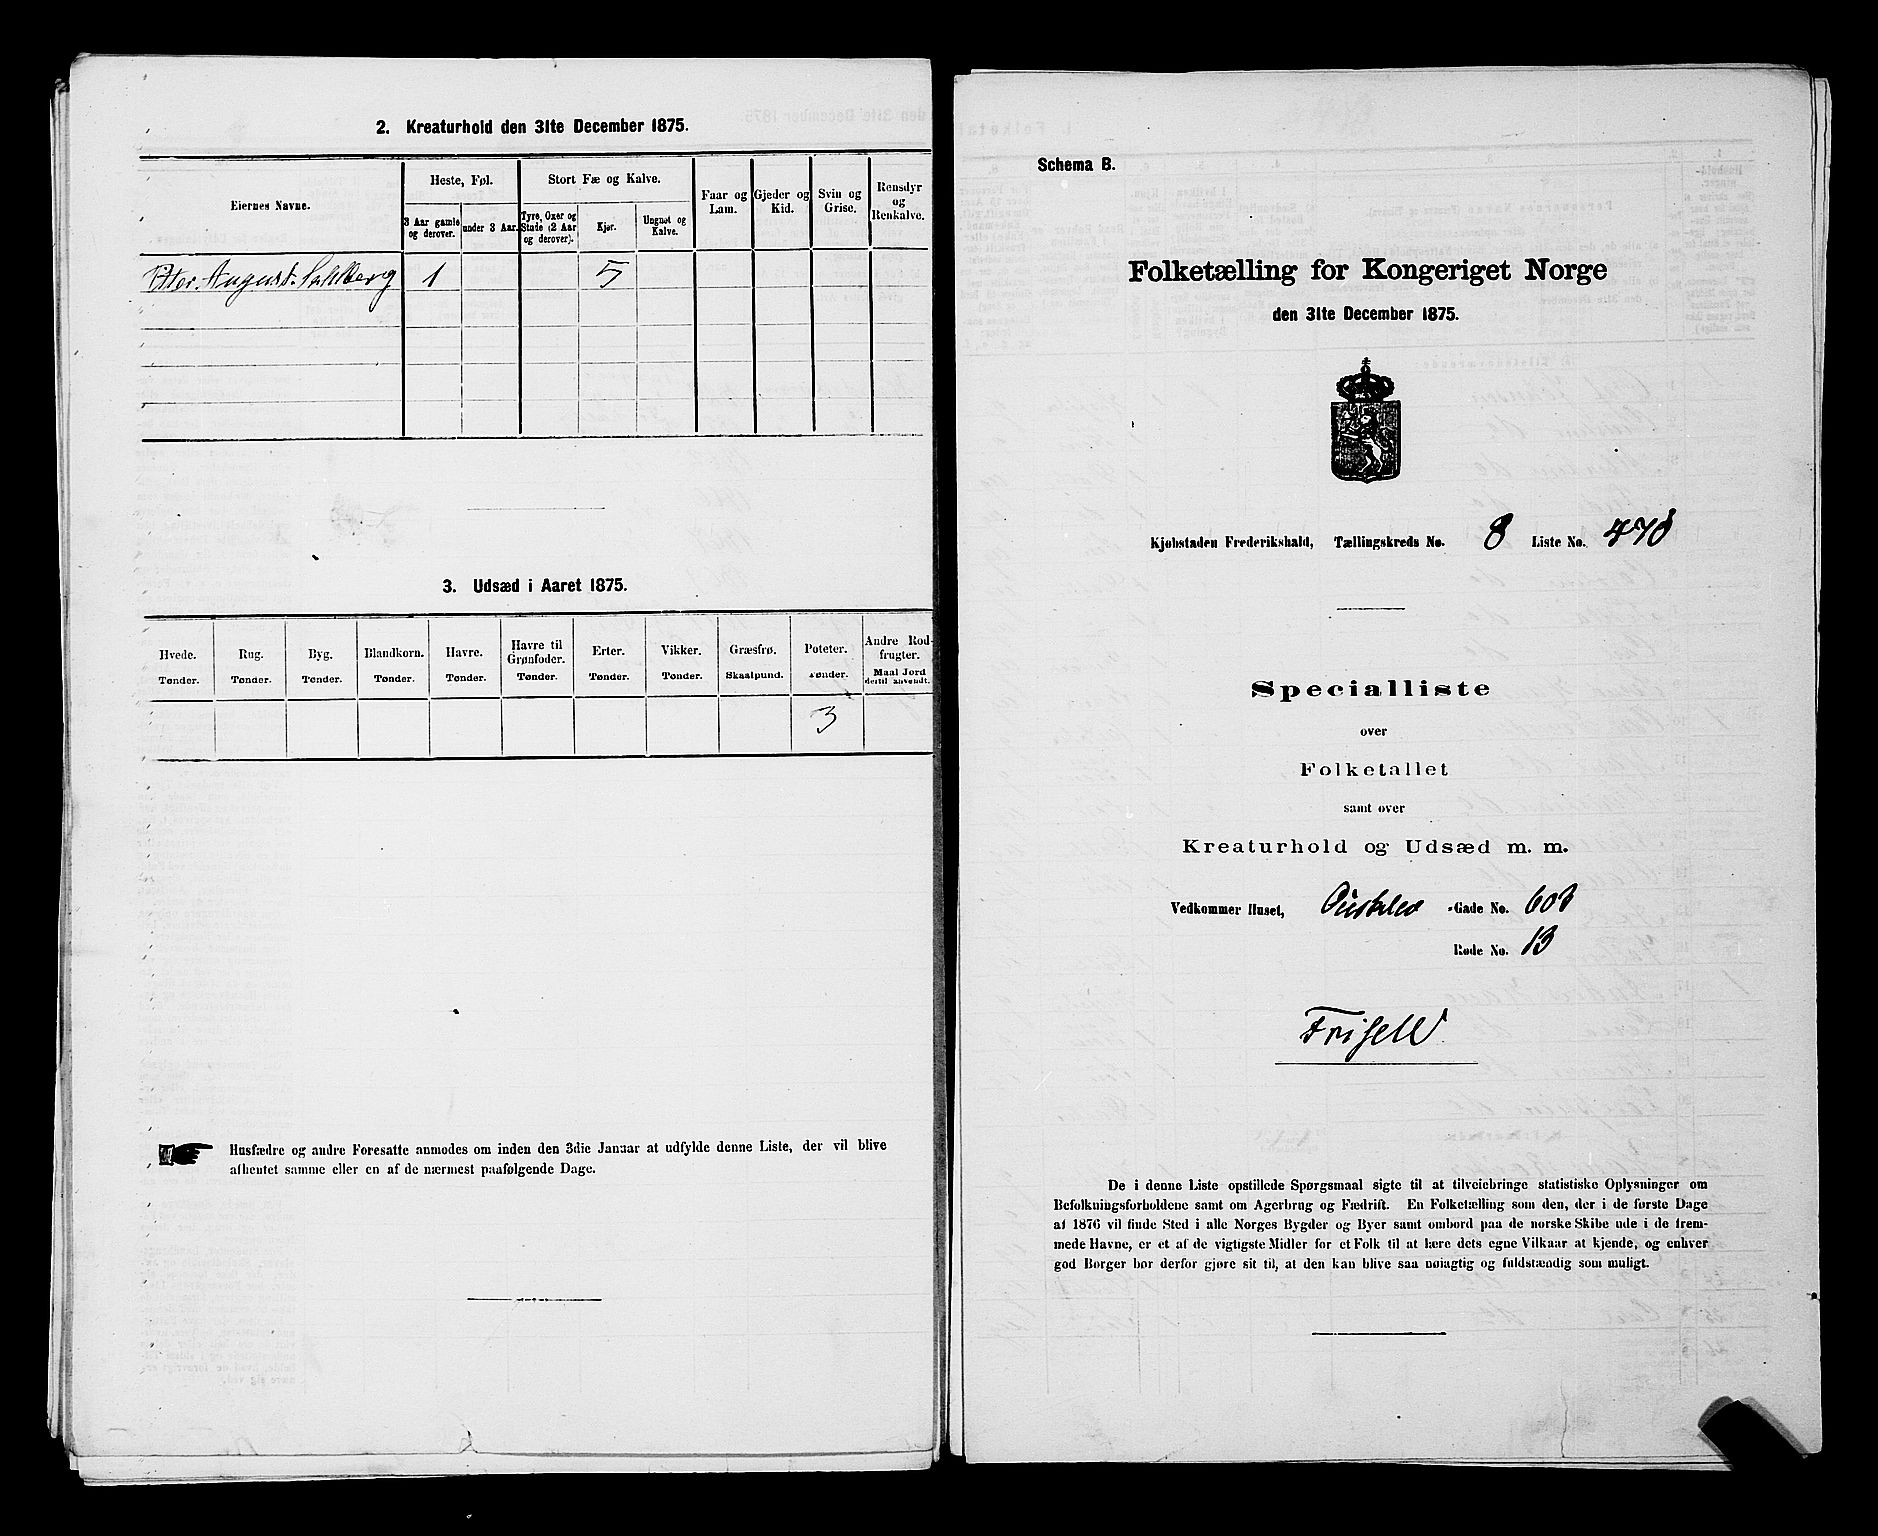 2. Kreaturhold den 31te December 1875.
Eiernes Navne.
Heste, Føl.
Stort Fæ og Kalve.
3 Aar gamle og derover.
under 3 Aar.
Tyre, Oxer og Stude (2 Aar og derover).
Kjør.
Ungnøt og Kalve.
Faar og Lam.
Gjeder og Kid.
Svin og Grise.
Rensdyr og Renkalve.
Peter August 1 5
3. Udsæd i Aaret 1875.
Hvede. Tønder.
Rug. Tønder.
Byg. Tønder.
Blandkorn. Tønder.
Havre. Tønder.
Havre til Grønfoder. Tønder.
Erter. Tønder.
Vikker. Tønder.
Græsfrø. Skaalpund.
Poteter. Tønder.
Andre Rodfrugter. Maal Jord dertil anvendt.
3
Husfædre og andre Foresatte anmodes om inden den 3die Januar at udfylde denne Liste, der vil blive
afhentet samme eller en af de nærmest paafølgende Dage.
Schema B.
Folketælling for Kongeriget Norge
den 31te December 1875.
Kjøbstaden Frederikshald, Tællingskreds No. 8 Liste No. 478
Specialliste
over
Folketallet
samt over
Kreaturhold og Udsæd m. m.
Vedkommer Huset, -Gade No. 603
Rode No. 13
Frisell
De i denne Liste opstillede Spørgsmaal sigte til at tilveiebringe statistiske Oplysninger om
Befolkningsforholdene samt om Agerbrug og Fædrift. En Folketælling som den, der i de første Dage
af 1876 vil finde Sted i alle Norges Bygder og Byer samt ombord paa de norske Skibe ude i de frem-
mede Havne, er et af de vigtigste Midler for et Folk til at lære dets egne Vilkaar at kjende, og enhver
god Borger bør derfor gjøre sit til, at den kan blive saa nøiagtig og fuldstændig som muligt.